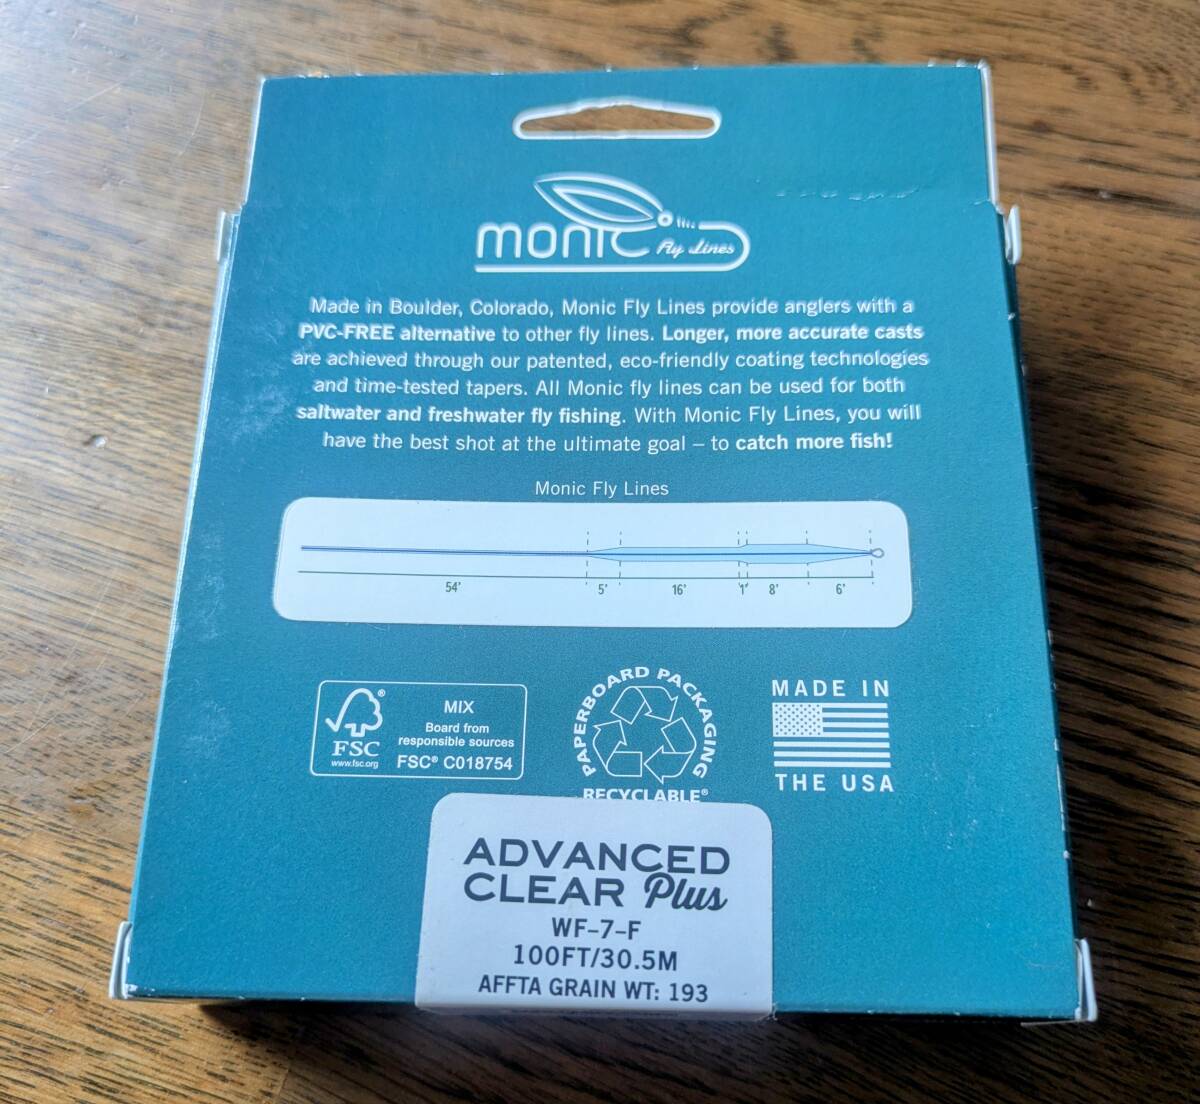 monic Fly Lines
Made in Boulder, Colorado, Monic Fly Lines provide anglers with a
PVC-FREE alternative to other fly lines. Longer, more accurate casts
are achieved through our patented, eco-friendly coating technologies
and time-tested tapers. All Monic fly lines can be used for both
saltwater and freshwater fly fishing. With Monic Fly Lines, you will
have the best shot at the ultimate goal – to catch more fish!
Monic Fly Lines
54' 5' 16' 1' 8' 6'
FSC®
www.fsc.org
MIX
Board from
responsible sources
FSC® C018754
PAPERBOARD PACKAGING
RECYCLABLE®
MADE IN
THE USA
ADVANCED
CLEAR Plus
WF-7-F
100FT/30.5M
AFFTA GRAIN WT: 193